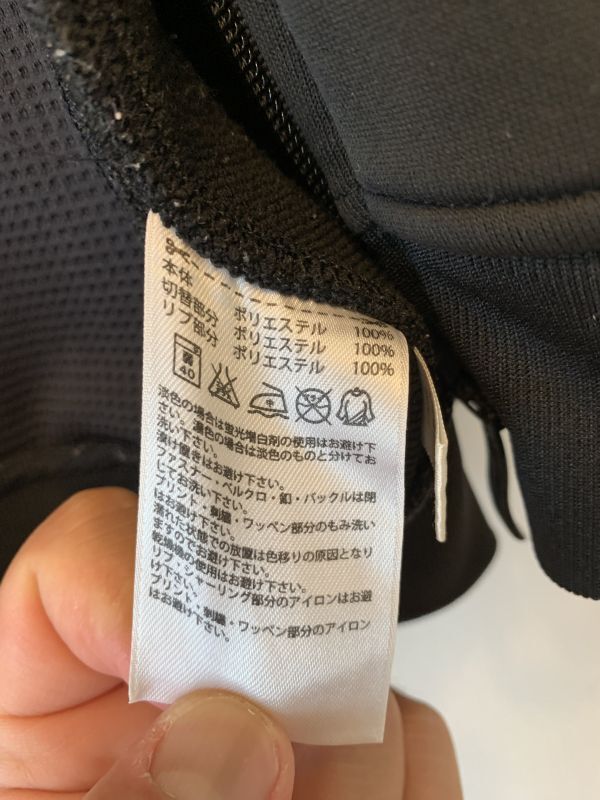 本体 ポリエステル 100%
切替部分 ポリエステル 100%
リブ部分 ポリエステル 100%
弱 40
淡色の場合は蛍光増白剤の使用はお避け下
さい。濃色の場合は淡色のものと分けてお
洗い下さい。
漬け置きはお避け下さい。
ファスナー・ベルクロ・釦・バックルは閉
じてお洗い下さい。
プリント・刺繍・ワッペン部分のもみ洗い
はお避け下さい。
濡れた状態での放置は色移りの原因となり
ますのでお避け下さい。
乾燥機の使用はお避け下さい。
リブ・シャーリング部分のアイロンはお避
け下さい。
プリント・刺繍・ワッペン部分のアイロン
はお避け下さい。